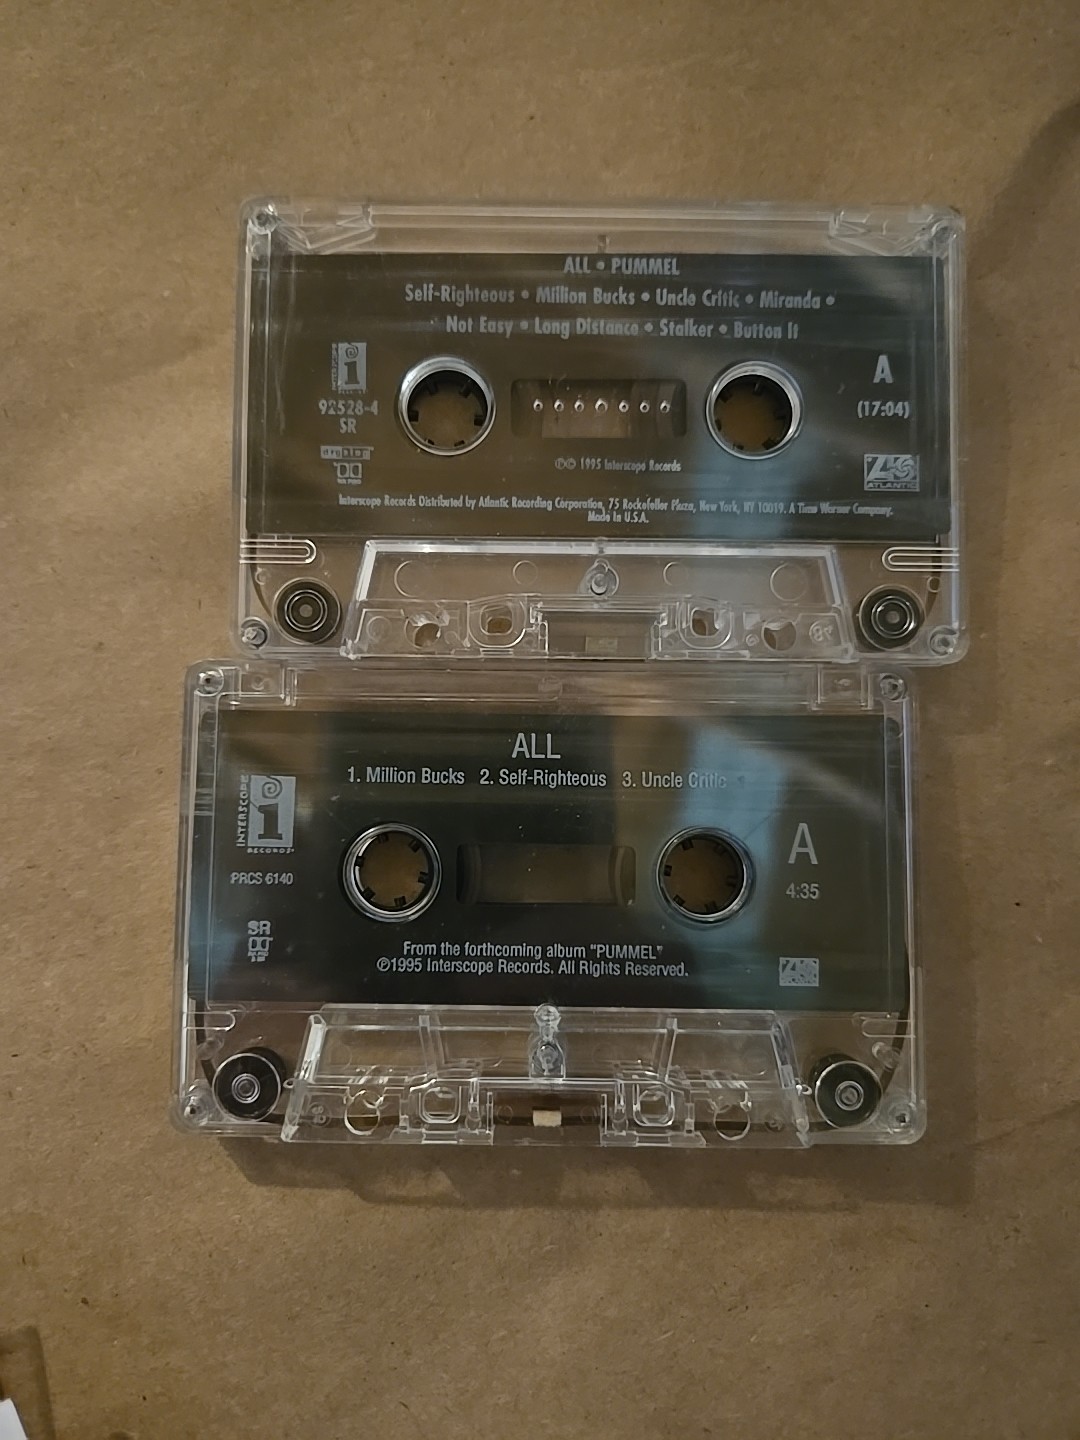 ALL • PUMMEL
Self-Righteous • Million Bucks • Uncle Critic • Miranda •
Not Easy • Long Distance • Stalker • Button It
A
92528-4
(17:04)
SR
ATLANTIC
℗© 1995 Interscope Records
Interscope Records Distributed by Atlantic Recording Corporation, 75 Rockefeller Plaza, New York, NY 10019. A Time Warner Company.
Made In U.S.A.
ALL
1. Million Bucks 2. Self-Righteous 3. Uncle Critic
INTERSCOPE
RECORDS
A
PRCS 6140
4:35
SR
From the forthcoming album "PUMMEL"
℗1995 Interscope Records. All Rights Reserved.